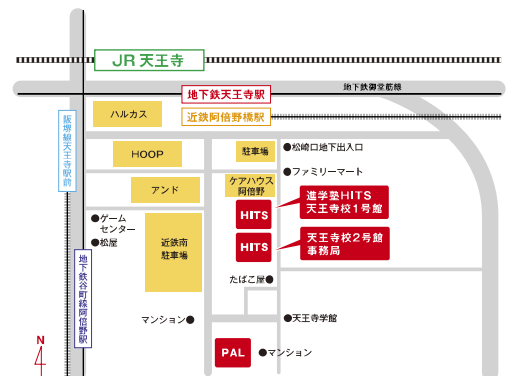 JR 天王寺
地下鉄御堂筋線
地下鉄天王寺駅
近鉄阿倍野橋駅
ハルカス
阪堺線天王寺駅前
HOOP
駐車場
松崎口地下出入口
ファミリーマート
アンド
ケアハウス
阿倍野
進学塾HITS
天王寺校1号館
HITS
ゲーム
センター
松屋
近鉄南
駐車場
HITS
天王寺校2号館
事務局
地下鉄谷町線阿倍野駅
たばこ屋
マンション
天王寺学館
N
PAL
マンション